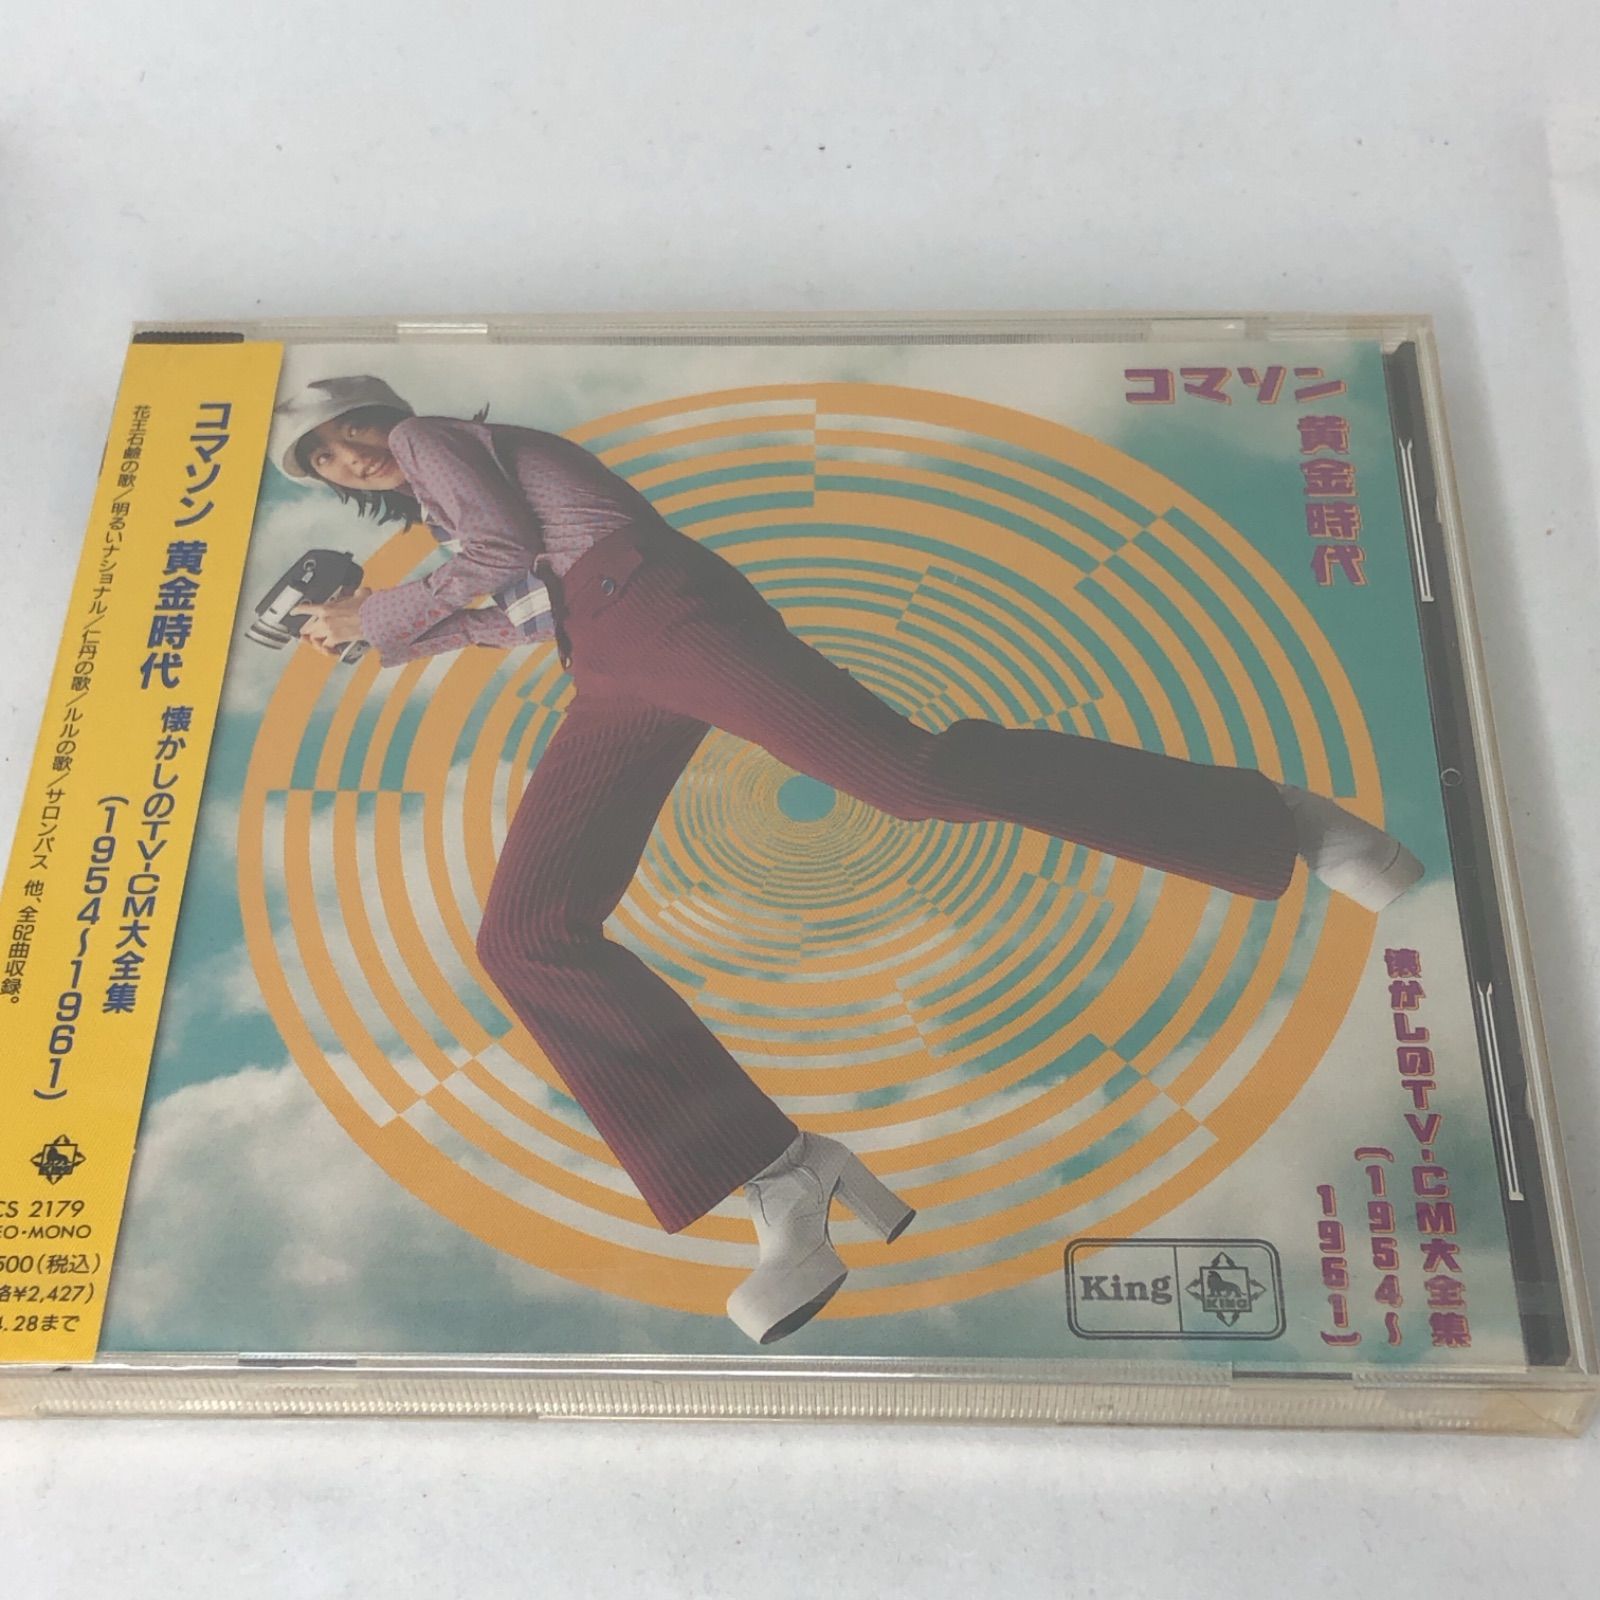 コマソン 黄金時代 懐かしのTV-CM大全集
(1954~1961)
花王石鹼の歌/明るいナショナル/仁丹の歌/ルルの歌/サロンパス 他、全62曲収録。
KING
CS 2179
EO・MONO
500(税込)
格¥2,427)
.28まで
コマソン
黄金時代
懐かしのTV-CM大全集
(1954~
1961)
King
KING